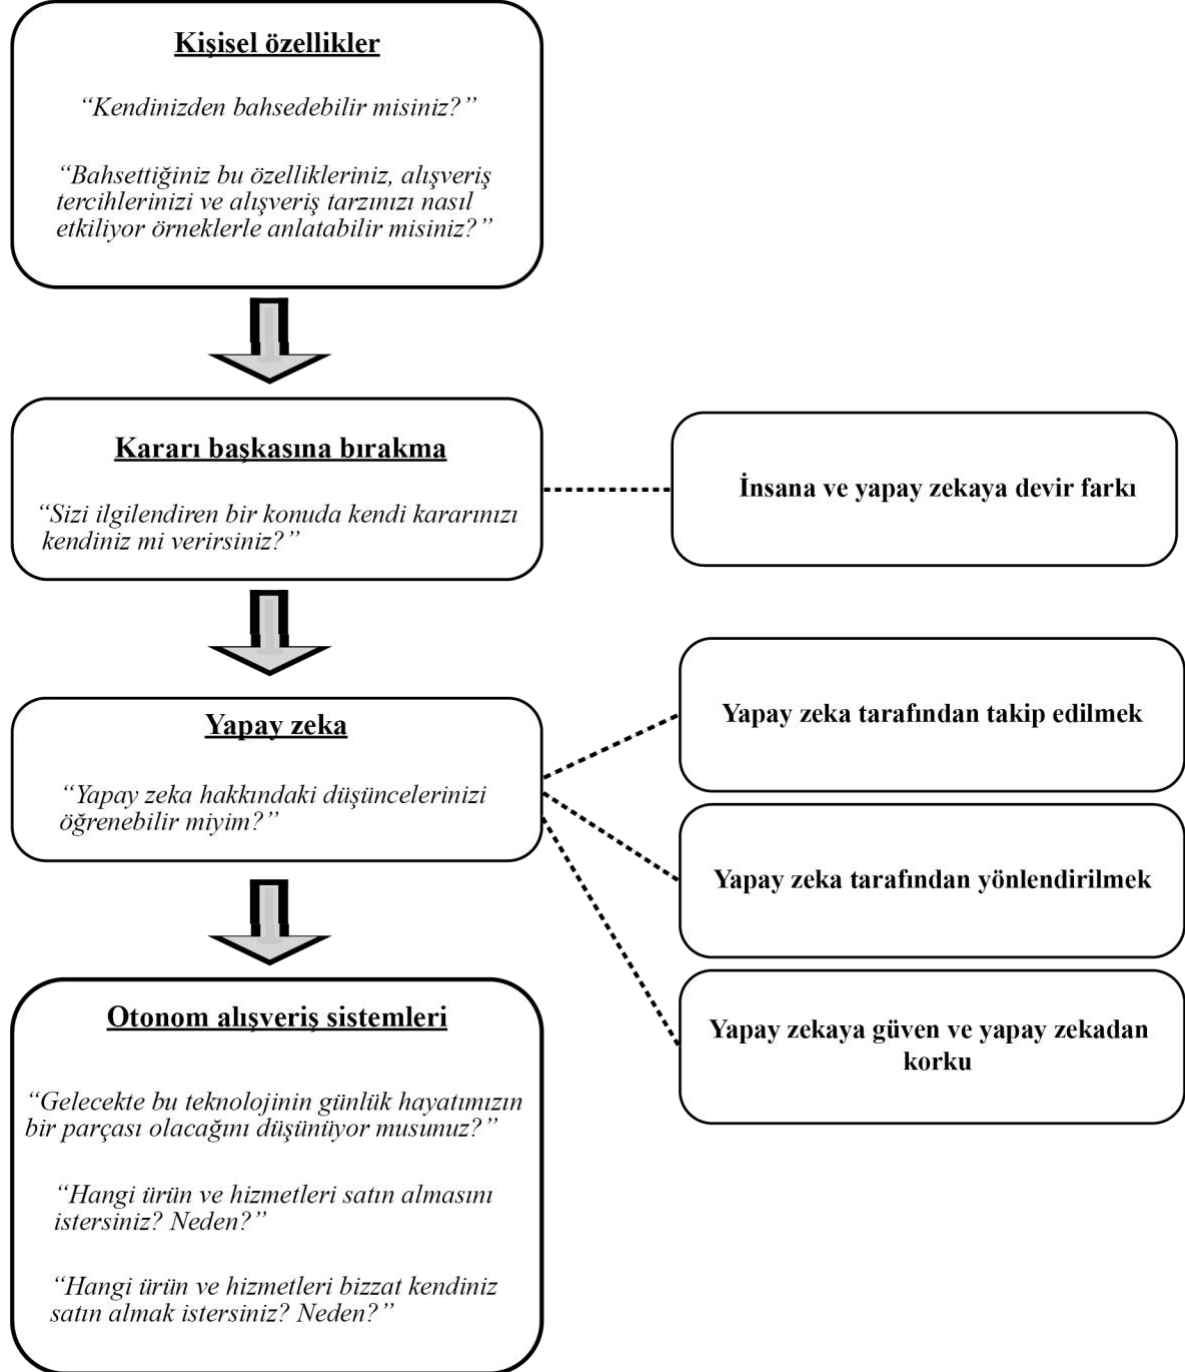 Kişisel özellikler
“Kendinizden bahsedebilir misiniz?”
“Bahsettiğiniz bu özellikleriniz, alışveriş
tercihlerinizi ve alışveriş tarzınızı nasıl
etkiliyor örneklerle anlatabilir misiniz?”
Kararı başkasına bırakma
“Sizi ilgilendiren bir konuda kendi kararınızı
kendiniz mi verirsiniz?”
İnsana ve yapay zekaya devir farkı
Yapay zeka
“Yapay zeka hakkındaki düşüncelerinizi
öğrenebilir miyim?”
Yapay zeka tarafından takip edilmek
Yapay zeka tarafından yönlendirilmek
Yapay zekaya güven ve yapay zekadan
korku
Otonom alışveriş sistemleri
“Gelecekte bu teknolojinin günlük hayatımızın
bir parçası olacağını düşünüyor musunuz?”
“Hangi ürün ve hizmetleri satın almasını
istersiniz? Neden?”
“Hangi ürün ve hizmetleri bizzat kendiniz
satın almak istersiniz? Neden?”